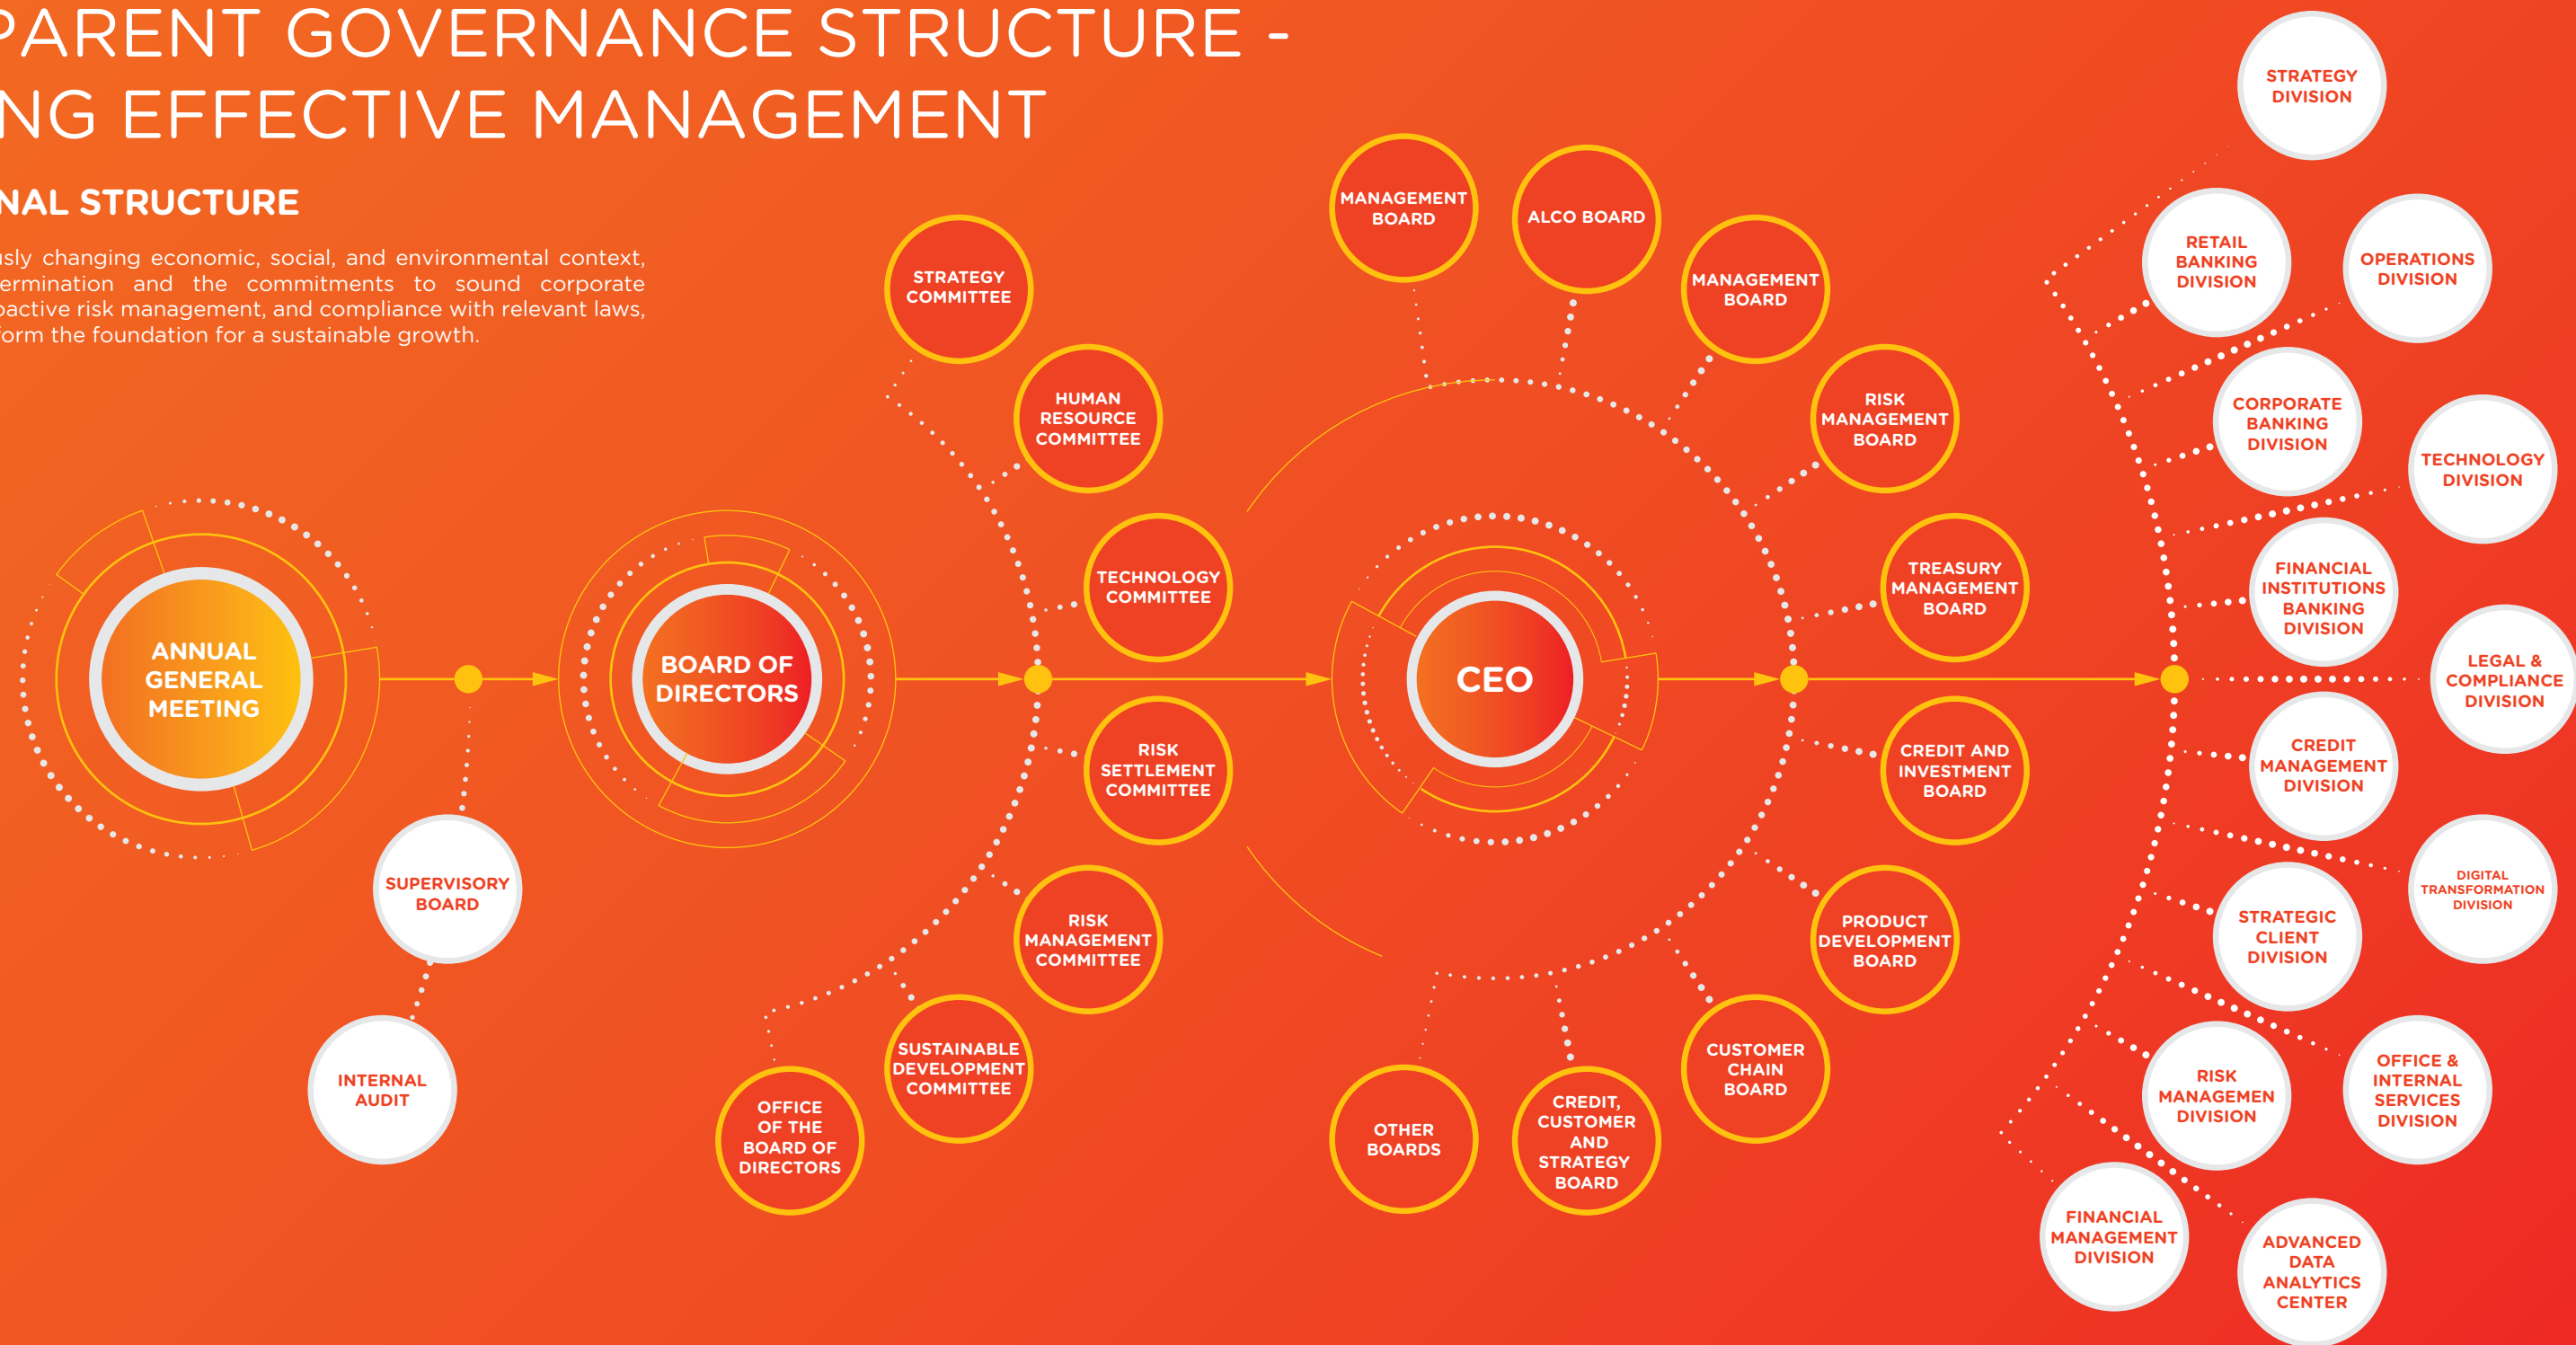 PARENT GOVERNANCE STRUCTURE -
NG EFFECTIVE MANAGEMENT
NAL STRUCTURE
usly changing economic, social, and environmental context,
ermination and the commitments to sound corporate
oactive risk management, and compliance with relevant laws,
form the foundation for a sustainable growth.
ANNUAL
GENERAL
MEETING
SUPERVISORY
BOARD
INTERNAL
AUDIT
BOARD OF
DIRECTORS
STRATEGY
COMMITTEE
HUMAN
RESOURCE
COMMITTEE
TECHNOLOGY
COMMITTEE
RISK
SETTLEMENT
COMMITTEE
RISK
MANAGEMENT
COMMITTEE
SUSTAINABLE
DEVELOPMENT
COMMITTEE
OFFICE
OF THE
BOARD OF
DIRECTORS
CEO
MANAGEMENT
BOARD
ALCO BOARD
MANAGEMENT
BOARD
RISK
MANAGEMENT
BOARD
TREASURY
MANAGEMENT
BOARD
CREDIT AND
INVESTMENT
BOARD
PRODUCT
DEVELOPMENT
BOARD
CUSTOMER
CHAIN
BOARD
CREDIT,
CUSTOMER
AND
STRATEGY
BOARD
OTHER
BOARDS
STRATEGY
DIVISION
RETAIL
BANKING
DIVISION
OPERATIONS
DIVISION
CORPORATE
BANKING
DIVISION
TECHNOLOGY
DIVISION
FINANCIAL
INSTITUTIONS
BANKING
DIVISION
LEGAL &
COMPLIANCE
DIVISION
CREDIT
MANAGEMENT
DIVISION
DIGITAL
TRANSFORMATION
DIVISION
STRATEGIC
CLIENT
DIVISION
OFFICE &
INTERNAL
SERVICES
DIVISION
RISK
MANAGEMEN
DIVISION
FINANCIAL
MANAGEMENT
DIVISION
ADVANCED
DATA
ANALYTICS
CENTER